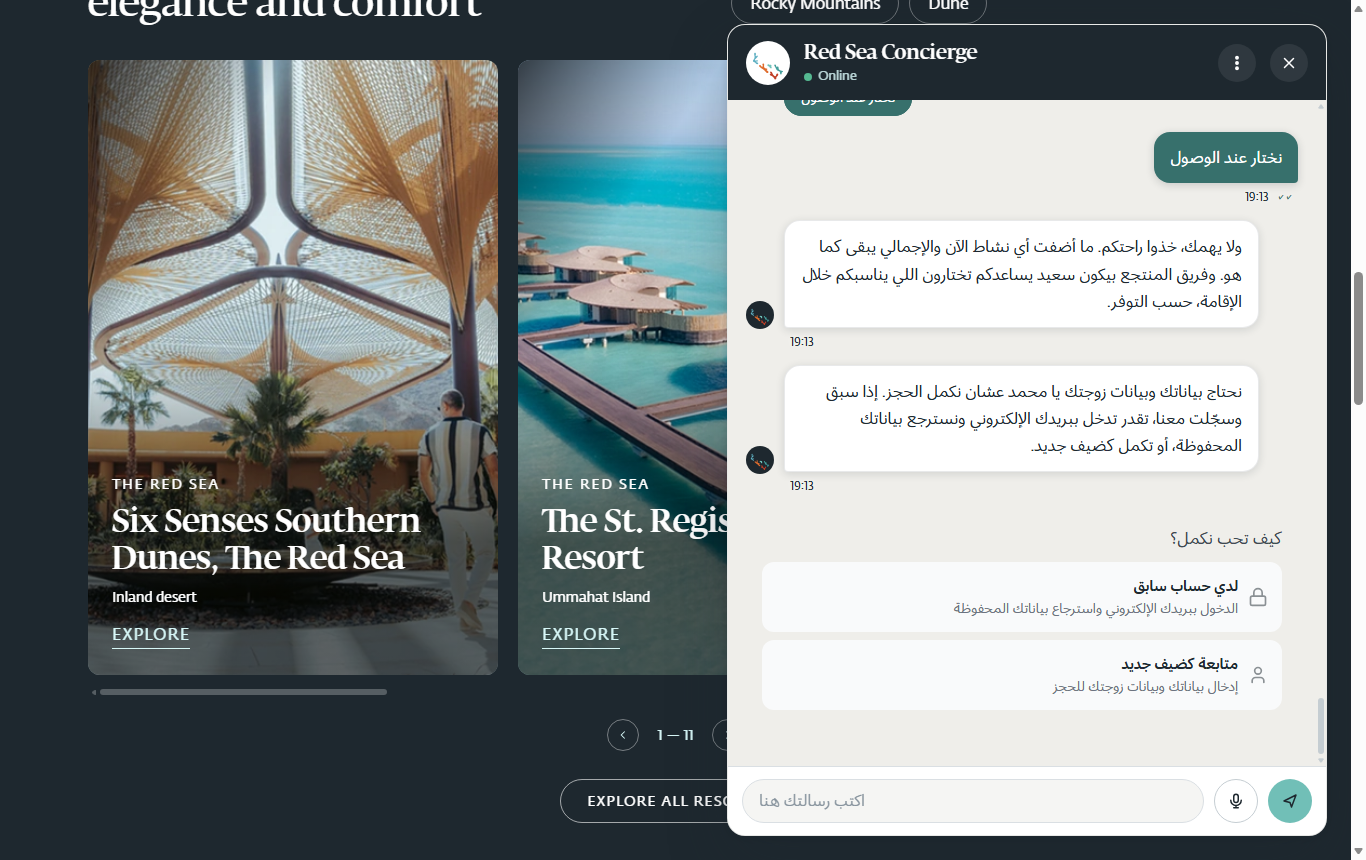 elegance and comfort
Rocky Mountains
Dune
THE RED SEA
Six Senses Southern
Dunes, The Red Sea
Inland desert
EXPLORE
THE RED SEA
The St. Regis
Resort
Ummahat Island
EXPLORE
1 — 11
EXPLORE ALL RESO
Red Sea Concierge
Online
نختار عند الوصول
نختار عند الوصول
19:13
ولا يهمك، خذوا راحتكم. ما أضفت أي نشاط الآن والإجمالي يبقى كما
هو. وفريق المنتجع بيكون سعيد يساعدكم تختارون اللي يناسبكم خلال
الإقامة، حسب التوفر.
19:13
نحتاج بياناتك وبيانات زوجتك يا محمد عشان نكمل الحجز. إذا سبق
وسجّلت معنا، تقدر تدخل ببريدك الإلكتروني ونسترجع بياناتك
المحفوظة، أو تكمل كضيف جديد.
19:13
كيف تحب نكمل؟
لدي حساب سابق
الدخول ببريدك الإلكتروني واسترجاع بياناتك المحفوظة
متابعة كضيف جديد
إدخال بياناتك وبيانات زوجتك للحجز
اكتب رسالتك هنا